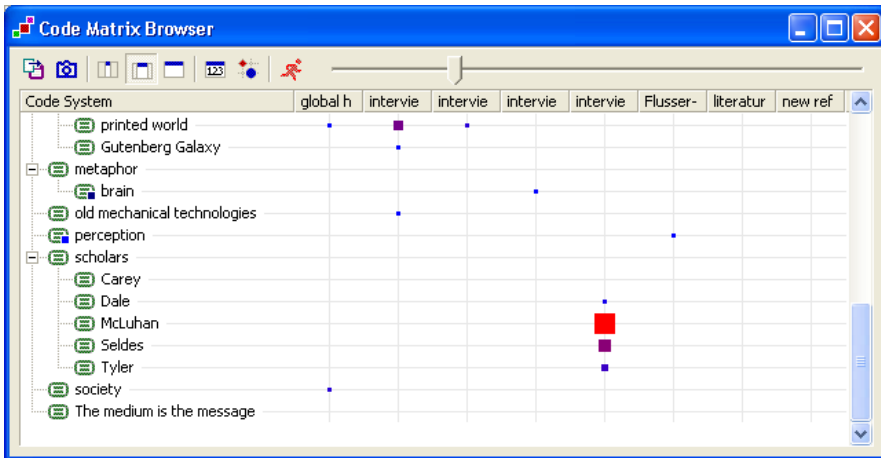 Code Matrix Browser
123
Code System global h intervie intervie intervie intervie Flusser- literatur new ref
printed world
Gutenberg Galaxy
metaphor
brain
old mechanical technologies
perception
scholars
Carey
Dale
McLuhan
Seldes
Tyler
society
The medium is the message